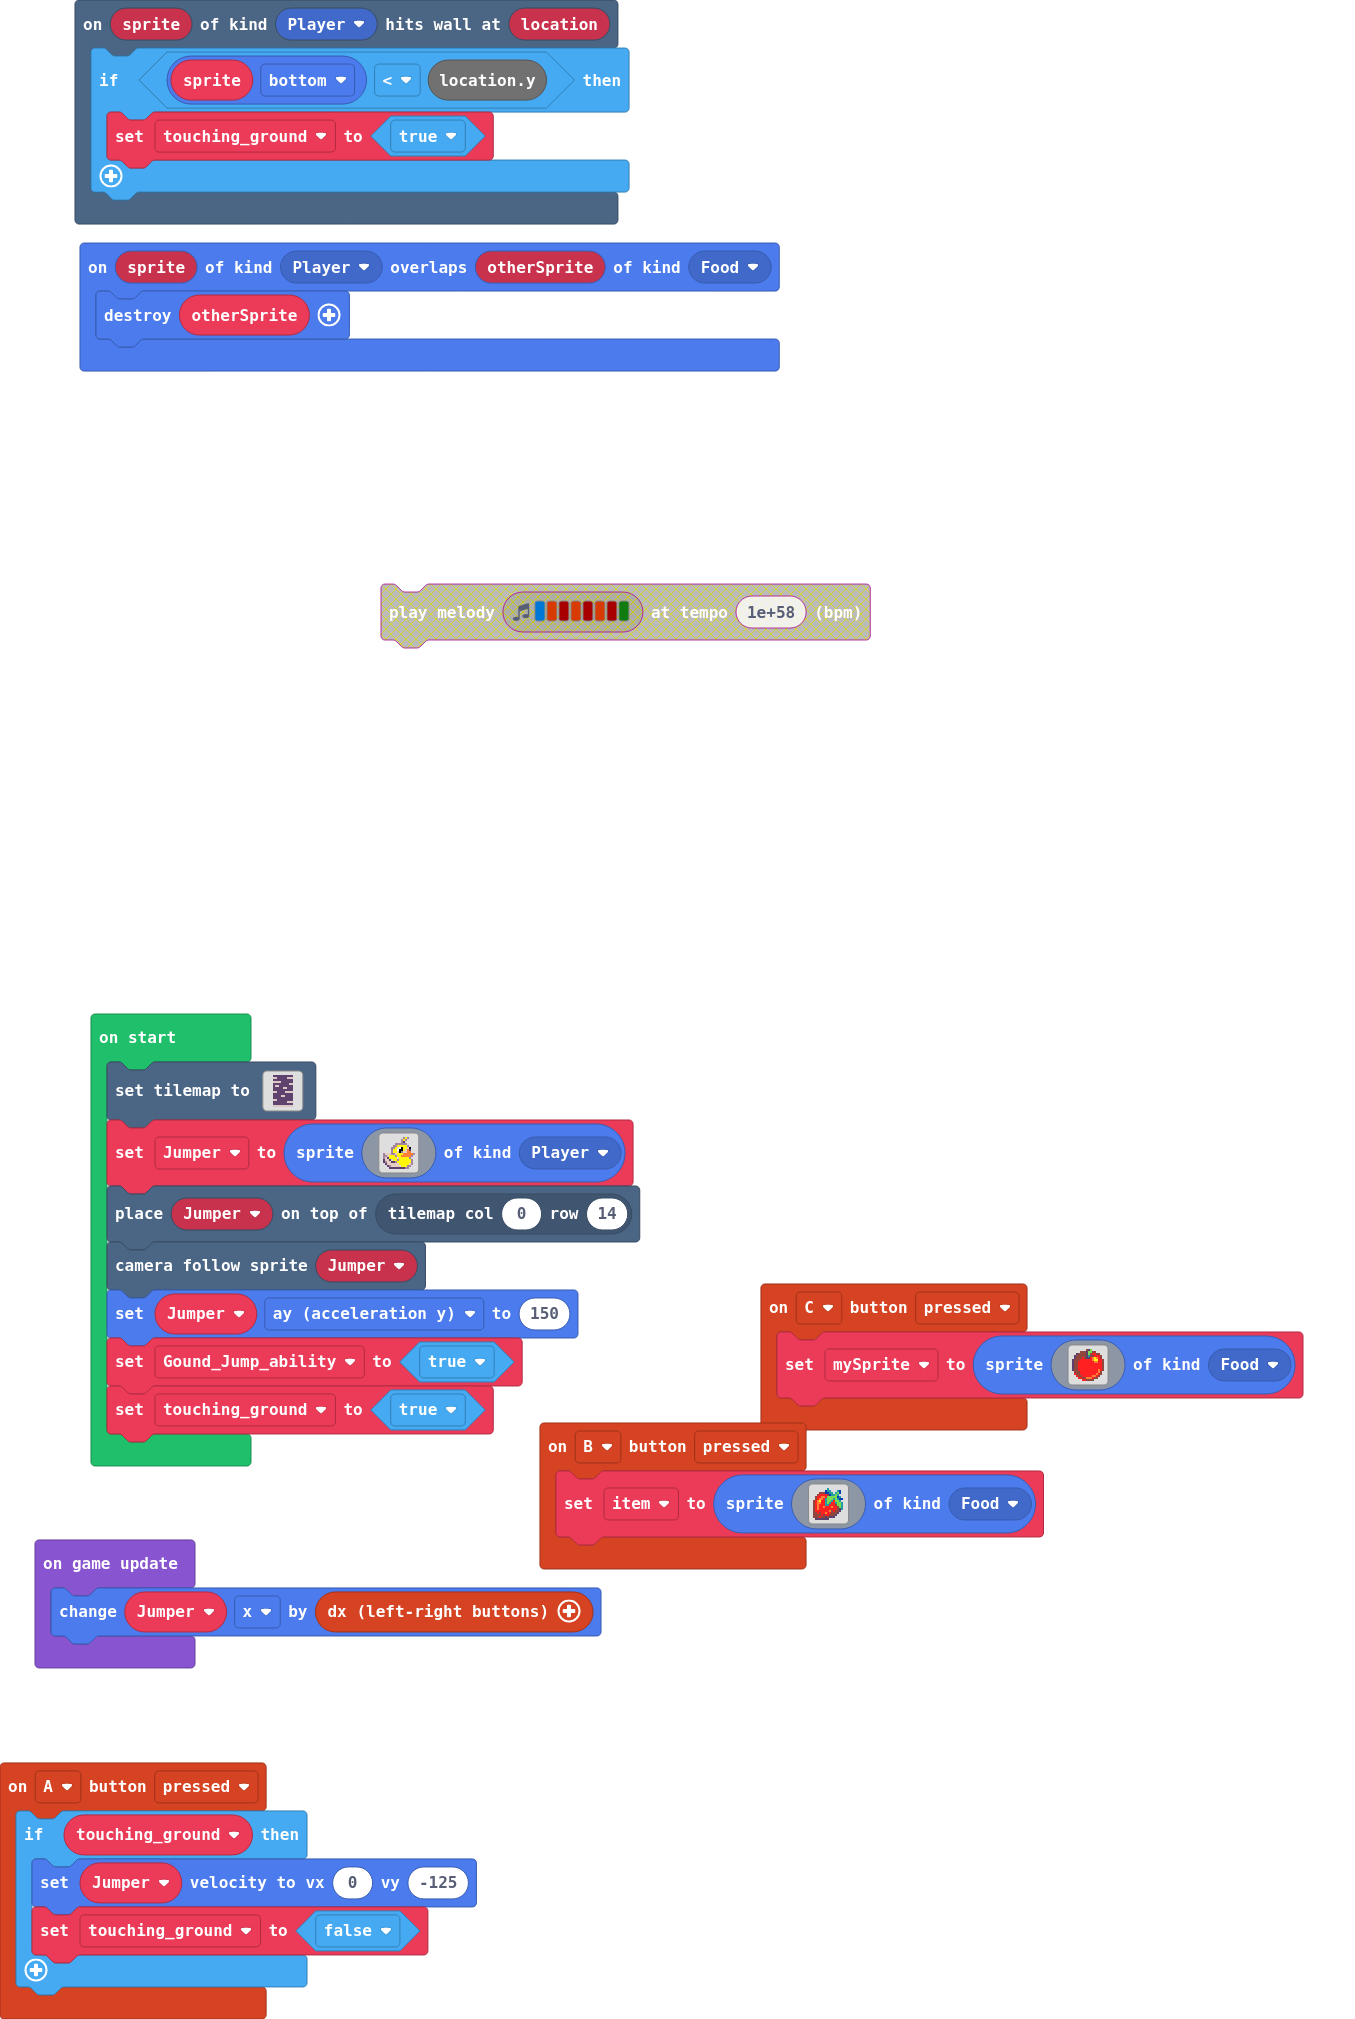 on sprite of kind Player hits wall at location
if sprite bottom < location.y then
set touching_ground to true
on sprite of kind Player overlaps otherSprite of kind Food
destroy otherSprite
play melody at tempo 1e+58 (bpm)
on start
set tilemap to
set Jumper to sprite of kind Player
place Jumper on top of tilemap col 0 row 14
camera follow sprite Jumper
set Jumper ay (acceleration y) to 150
set Gound_Jump_ability to true
set touching_ground to true
on C button pressed
set mySprite to sprite of kind Food
on B button pressed
set item to sprite of kind Food
on game update
change Jumper x by dx (left-right buttons)
on A button pressed
if touching_ground then
set Jumper velocity to vx 0 vy -125
set touching_ground to false